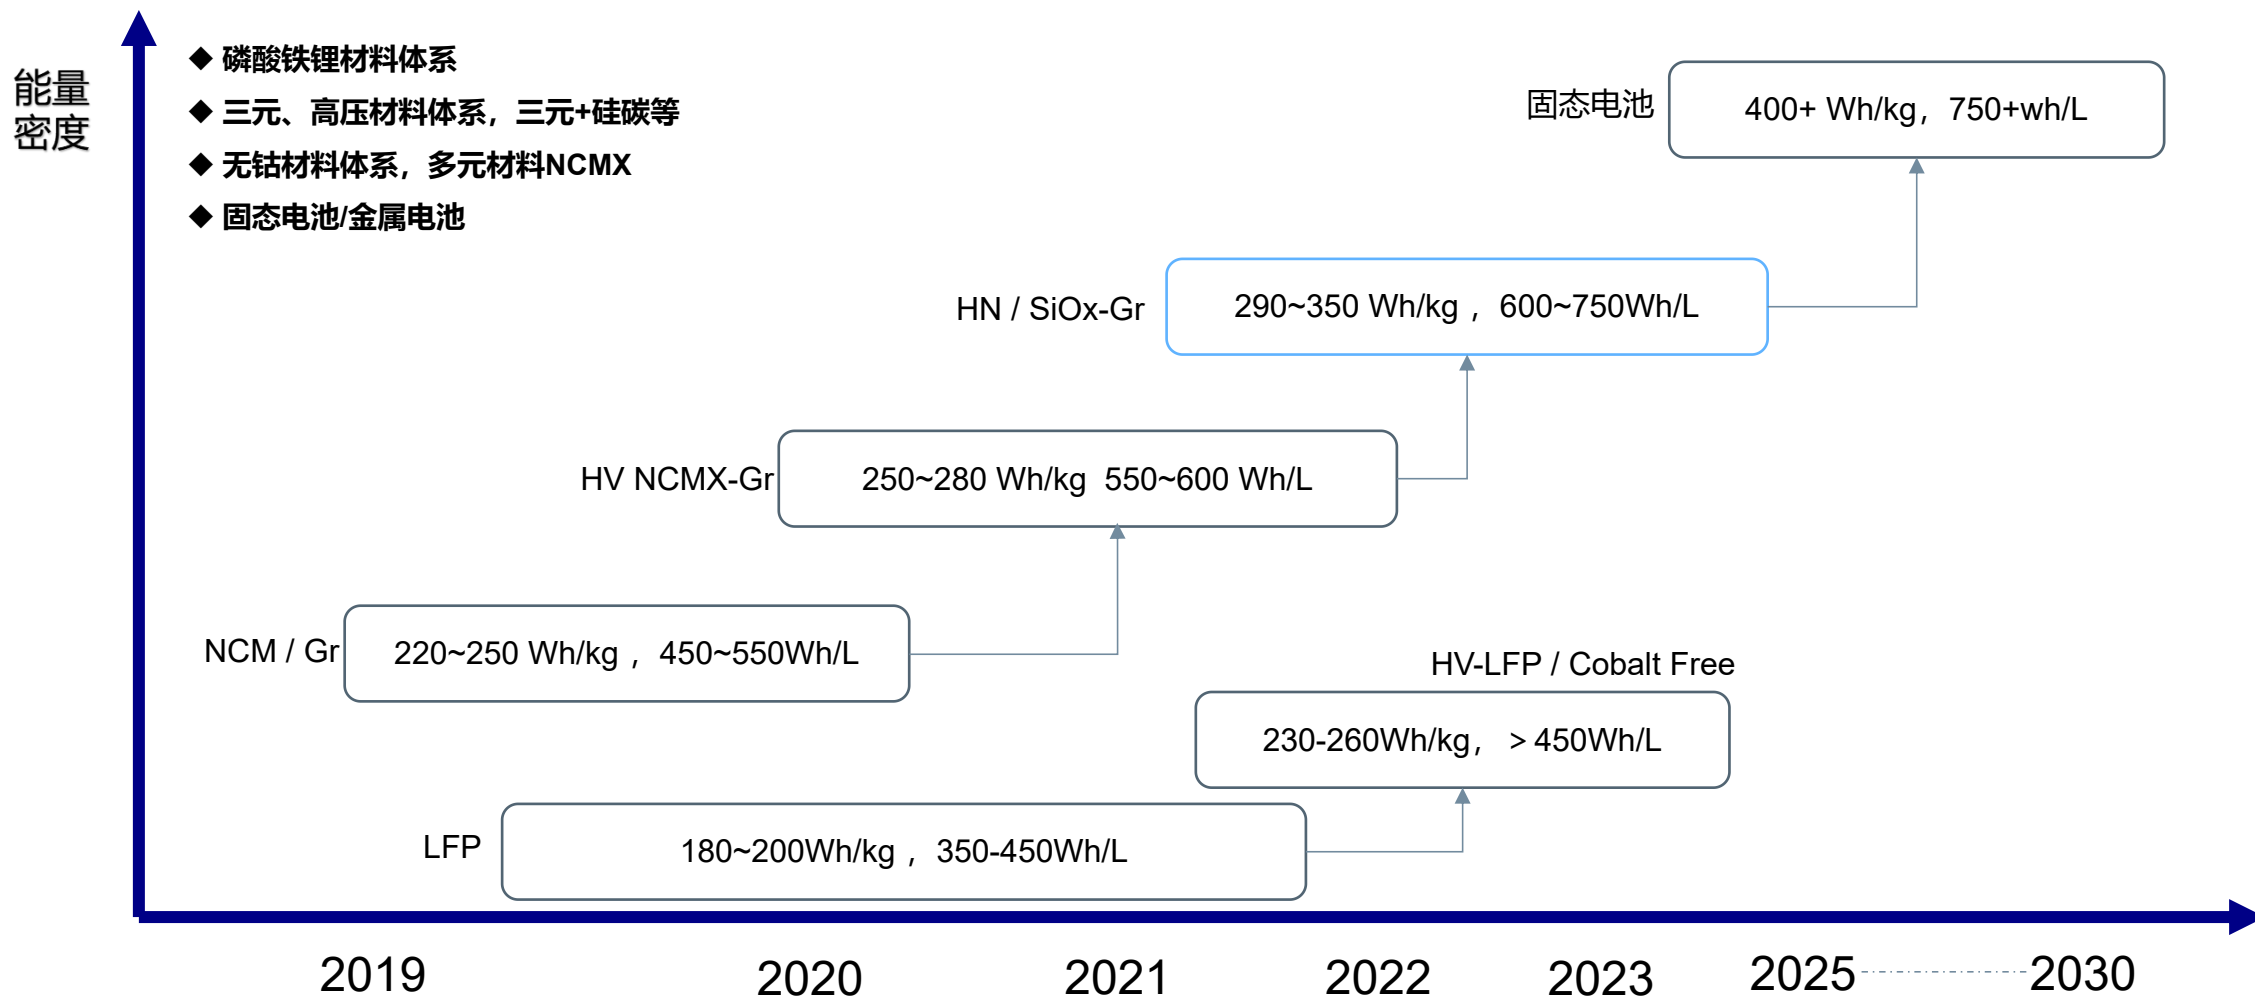 能量
密度
◆ 磷酸铁锂材料体系
◆ 三元、高压材料体系，三元+硅碳等
◆ 无钴材料体系，多元材料NCMX
◆ 固态电池/金属电池
固态电池
400+ Wh/kg，750+wh/L
HN / SiOx-Gr
290~350 Wh/kg ，600~750Wh/L
HV NCMX-Gr
250~280 Wh/kg  550~600 Wh/L
NCM / Gr
220~250 Wh/kg ，450~550Wh/L
HV-LFP / Cobalt Free
230-260Wh/kg，＞450Wh/L
LFP
180~200Wh/kg ，350-450Wh/L
2019 2020 2021 2022 2023 2025 2030